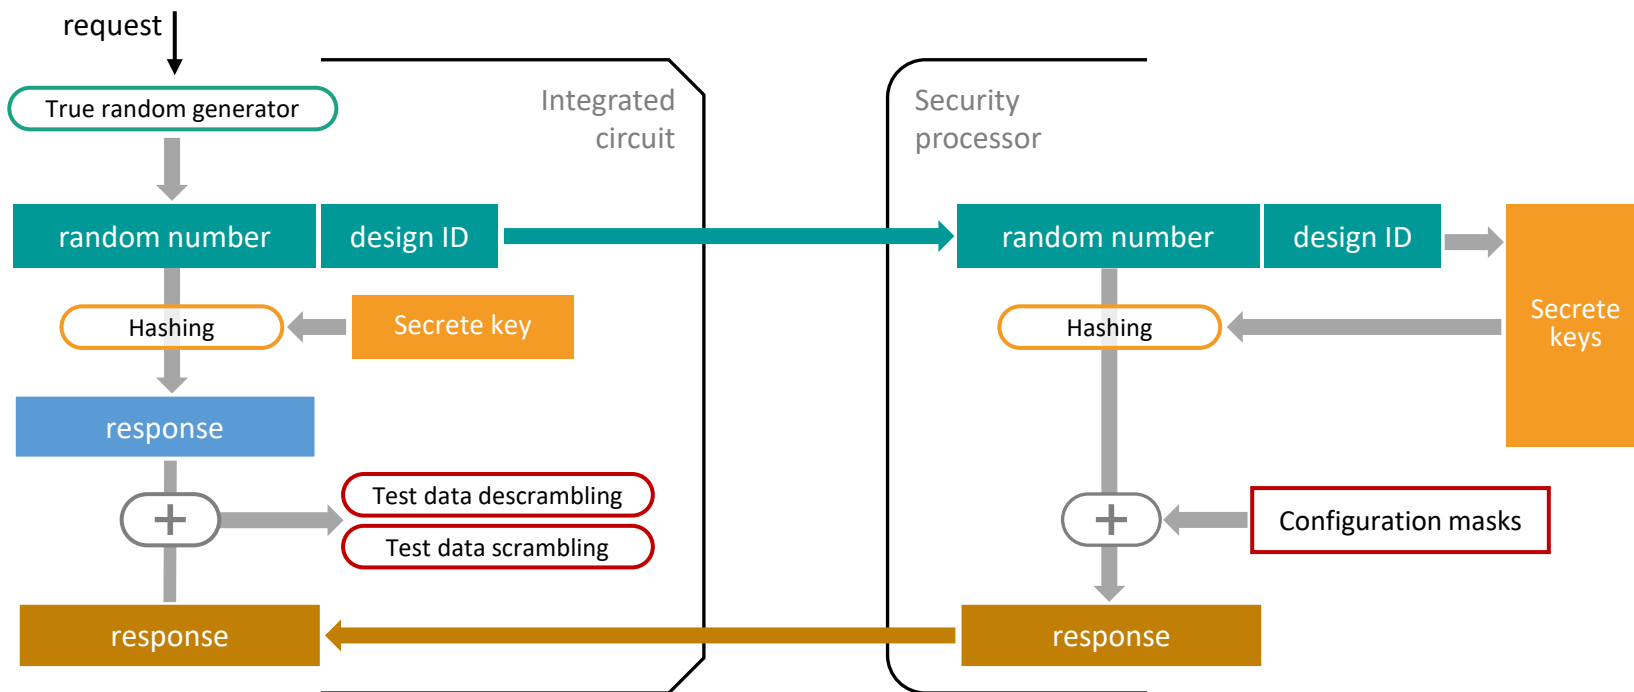 request
True random generator
Integrated
circuit
Security
processor
random number
design ID
random number
design ID
Hashing
Secrete key
Hashing
Secrete
keys
response
Test data descrambling
+
Test data scrambling
+
Configuration masks
response
response